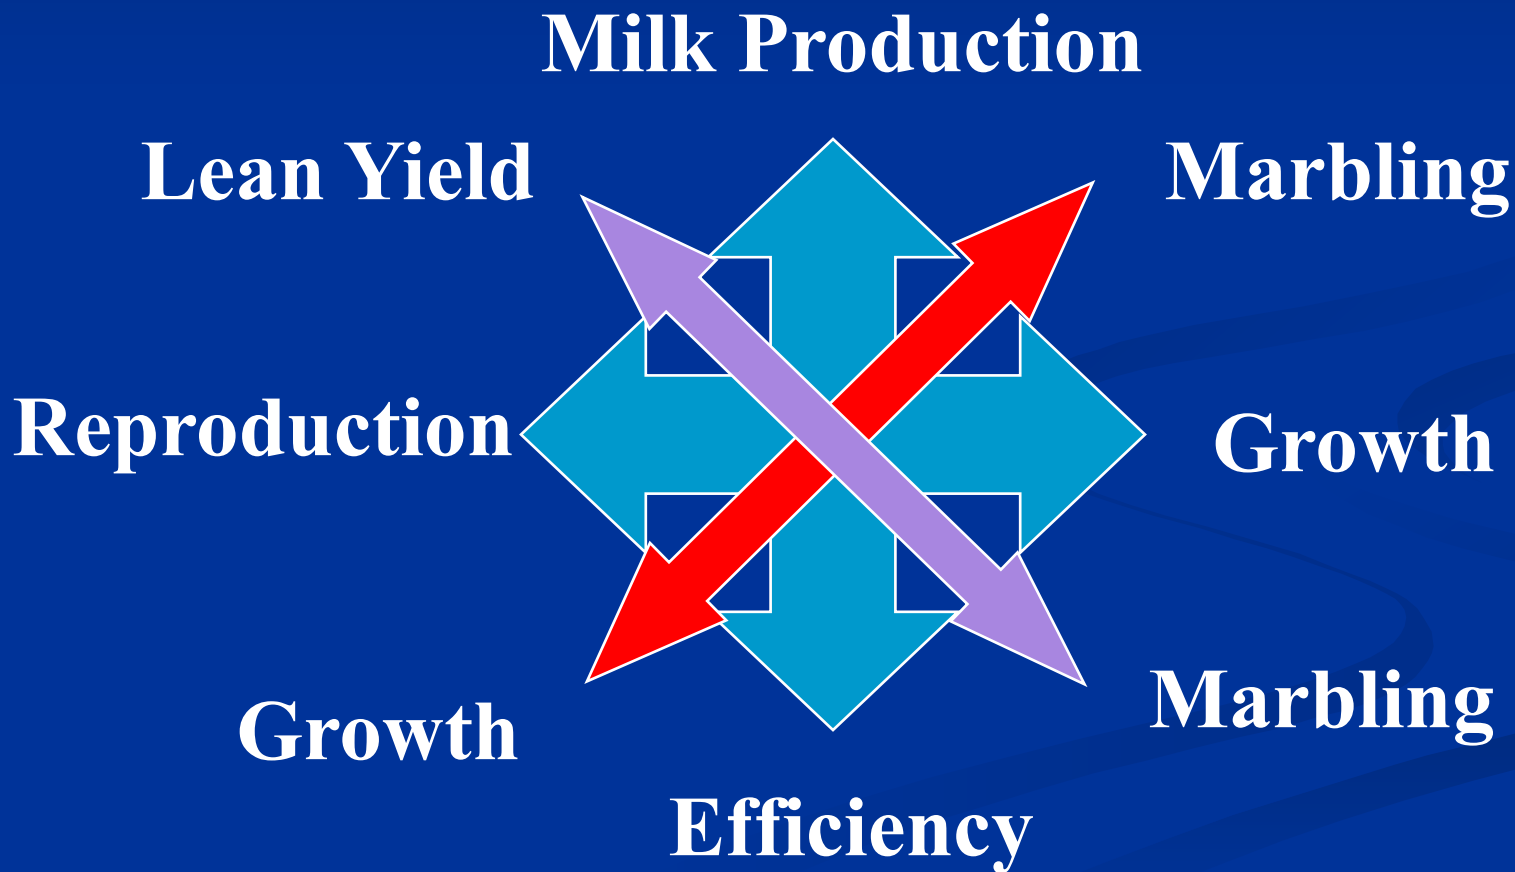 Milk Production
Lean Yield
Marbling
Reproduction
Growth
Growth
Marbling
Efficiency